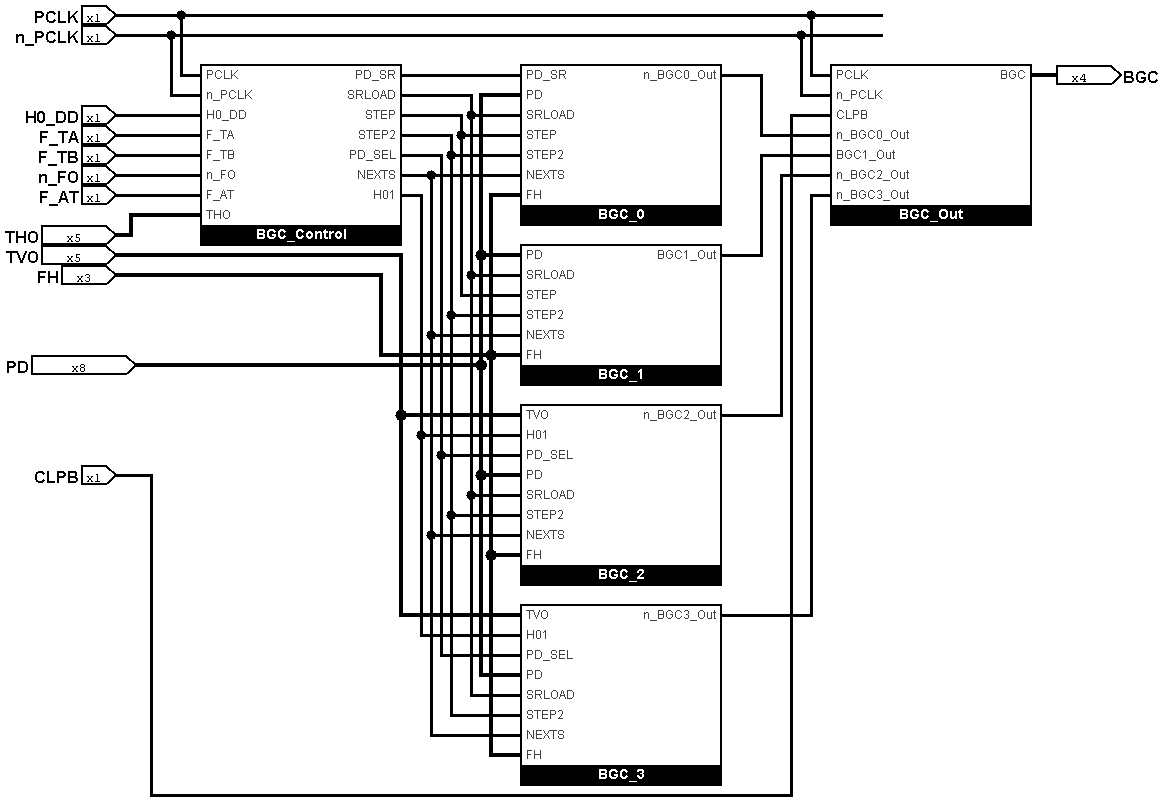 PCLK x1
n_PCLK x1
H0_DD x1
F_TA x1
F_TB x1
n_FO x1
F_AT x1
THO x5
TVO x5
FH x3
PD x8
CLPB x1
PCLK PD_SR
n_PCLK SRLOAD
H0_DD STEP
F_TA STEP2
F_TB PD_SEL
n_FO NEXTS
F_AT H01
THO
BGC_Control
PD_SR n_BGC0_Out
PD
SRLOAD
STEP
STEP2
NEXTS
FH
BGC_0
PD BGC1_Out
SRLOAD
STEP
STEP2
NEXTS
FH
BGC_1
TVO n_BGC2_Out
H01
PD_SEL
PD
SRLOAD
STEP2
NEXTS
FH
BGC_2
TVO n_BGC3_Out
H01
PD_SEL
PD
SRLOAD
STEP2
NEXTS
FH
BGC_3
PCLK BGC
n_PCLK
CLPB
n_BGC0_Out
BGC1_Out
n_BGC2_Out
n_BGC3_Out
BGC_Out
x4 BGC